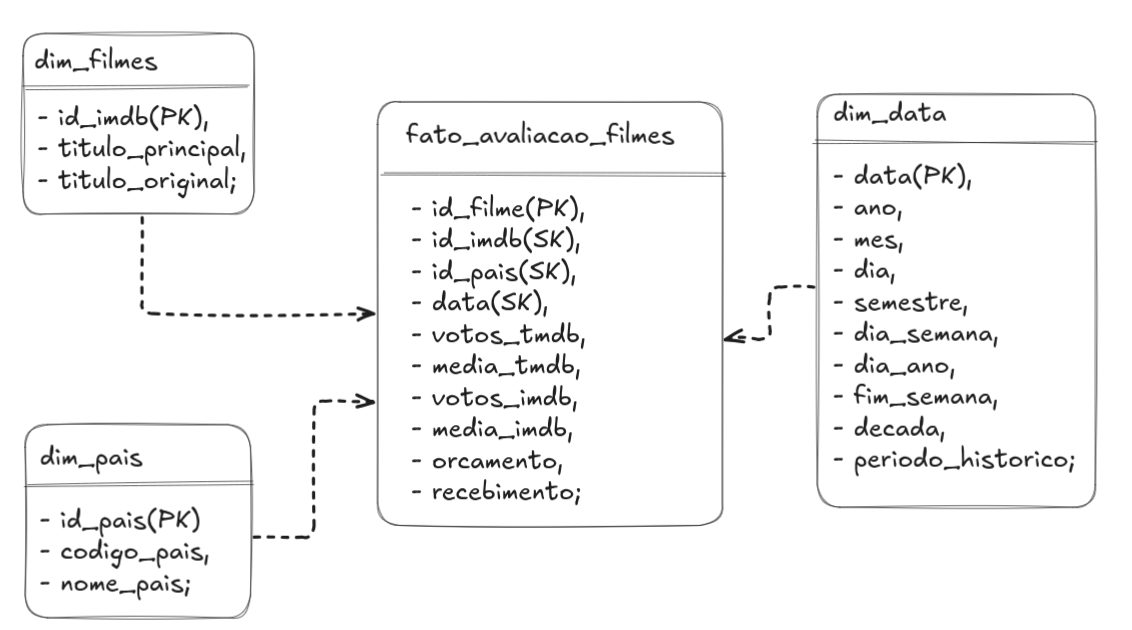 dim_filmes
- id_imdb(PK),
- titulo_principal,
- titulo_original;
dim_pais
- id_pais(PK)
- codigo_pais,
- nome_pais;
fato_avaliacao_filmes
- id_filme(PK),
- id_imdb(SK),
- id_pais(SK),
- data(SK),
- votos_tmdb,
- media_tmdb,
- votos_imdb,
- media_imdb,
- orcamento,
- recebimento;
dim_data
- data(PK),
- ano,
- mes,
- dia,
- semestre,
- dia_semana,
- dia_ano,
- fim_semana,
- decada,
- periodo_historico;